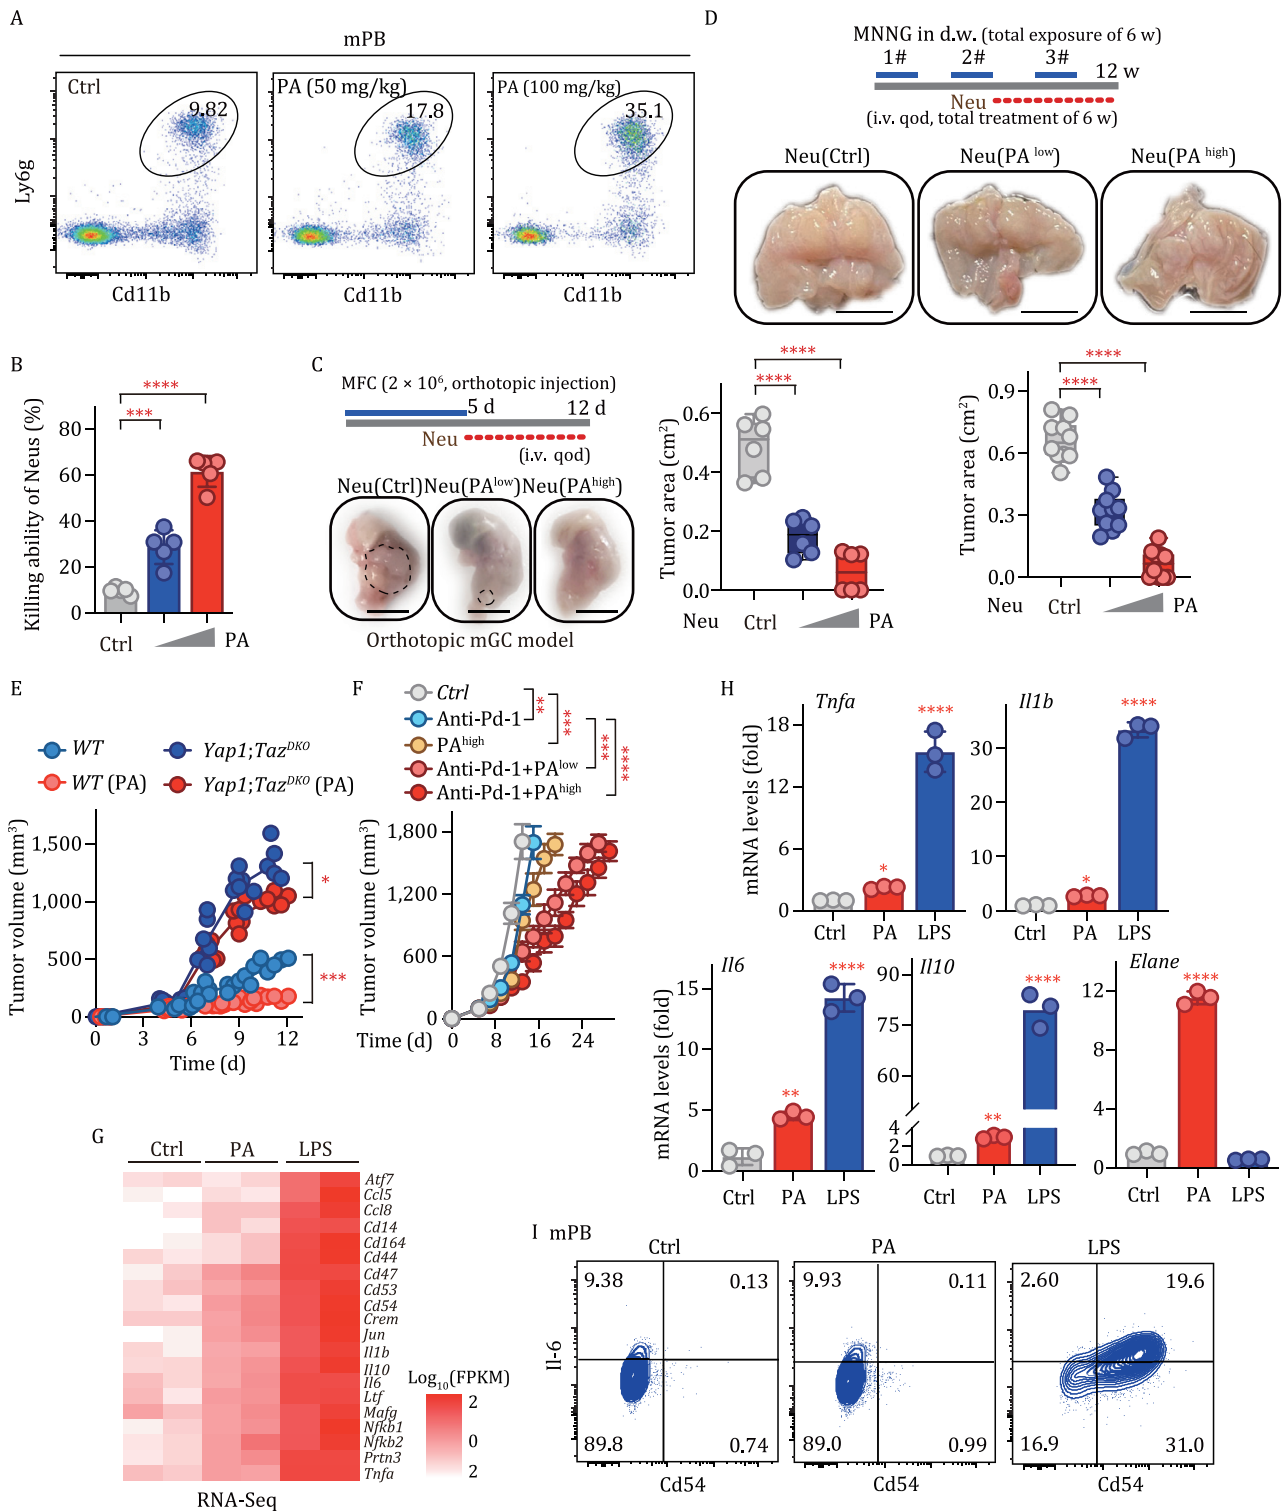 A
mPB
Ctrl
9.82
PA (50 mg/kg)
17.8
PA (100 mg/kg)
35.1
Ly6g
Cd11b
Cd11b
Cd11b
D
MNNG in d.w. (total exposure of 6 w)
1#
2#
3#
12 w
Neu
(i.v. qod, total treatment of 6 w)
Neu(Ctrl)
Neu(PA low)
Neu(PA high)
****
****
0.9
0.6
0.3
0.0
Tumor area (cm²)
Neu
Ctrl
PA
B
****
***
80
60
40
20
0
Killing ability of Neus (%)
Ctrl
PA
C
MFC (2 × 10⁶, orthotopic injection)
5 d
12 d
Neu
(i.v. qod)
Neu(Ctrl)
Neu(PAlow)
Neu(PAhigh)
Orthotopic mGC model
****
****
0.6
0.4
0.2
0.0
Tumor area (cm²)
Neu
Ctrl
PA
E
WT
Yap1;TazDKO
WT (PA)
Yap1;TazDKO (PA)
1,500
1,000
500
0
Tumor volume (mm³)
*
***
0
3
6
9
12
Time (d)
F
Ctrl
Anti-Pd-1
PAhigh
Anti-Pd-1+PAlow
Anti-Pd-1+PAhigh
**
***
***
****
1,800
1,200
600
0
Tumor volume (mm³)
Time (d)
0
8
16
24
G
Ctrl
PA
LPS
Atf7
Ccl5
Ccl8
Cd14
Cd164
Cd44
Cd47
Cd53
Cd54
Crem
Jun
Il1b
Il10
Il6
Ltf
Mafg
Nfkb1
Nfkb2
Prtn3
Tnfa
RNA-Seq
Log₁₀(FPKM)
2
0
2
H
Tnfa
****
*
18
12
6
0
mRNA levels (fold)
Ctrl
PA
LPS
Il1b
****
*
30
20
10
0
Ctrl
PA
LPS
Il6
****
**
15
10
5
0
mRNA levels (fold)
Ctrl
PA
LPS
Il10
****
**
90
75
60
4
2
0
Ctrl
PA
LPS
Elane
****
12
8
4
0
Ctrl
PA
LPS
I
mPB
Ctrl
PA
LPS
9.38
0.13
89.8
0.74
9.93
0.11
89.0
0.99
2.60
19.6
16.9
31.0
Il-6
Cd54
Cd54
Cd54